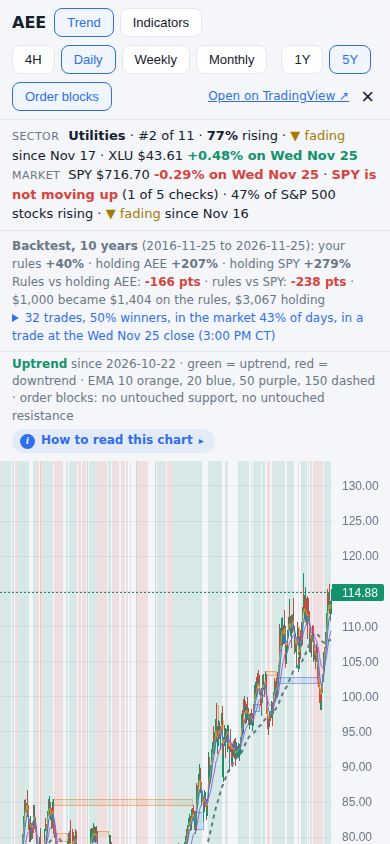 AEE Trend Indicators
4H Daily Weekly Monthly 1Y 5Y
Order blocks Open on TradingView ↗ ✕
SECTOR Utilities · #2 of 11 · 77% rising · ▼ fading
since Nov 17 · XLU $43.61 +0.48% on Wed Nov 25
MARKET SPY $716.70 -0.29% on Wed Nov 25 · SPY is
not moving up (1 of 5 checks) · 47% of S&P 500
stocks rising · ▼ fading since Nov 16
Backtest, 10 years (2016-11-25 to 2026-11-25): your
rules +40% · holding AEE +207% · holding SPY +279%
Rules vs holding AEE: -166 pts · rules vs SPY: -238 pts ·
$1,000 became $1,404 on the rules, $3,067 holding
▶ 32 trades, 50% winners, in the market 43% of days, in a
trade at the Wed Nov 25 close (3:00 PM CT)
Uptrend since 2026-10-22 · green = uptrend, red =
downtrend · EMA 10 orange, 20 blue, 50 purple, 150 dashed
· order blocks: no untouched support, no untouched
resistance
i How to read this chart ▸
130.00
125.00
120.00
114.88
110.00
105.00
100.00
95.00
90.00
85.00
80.00